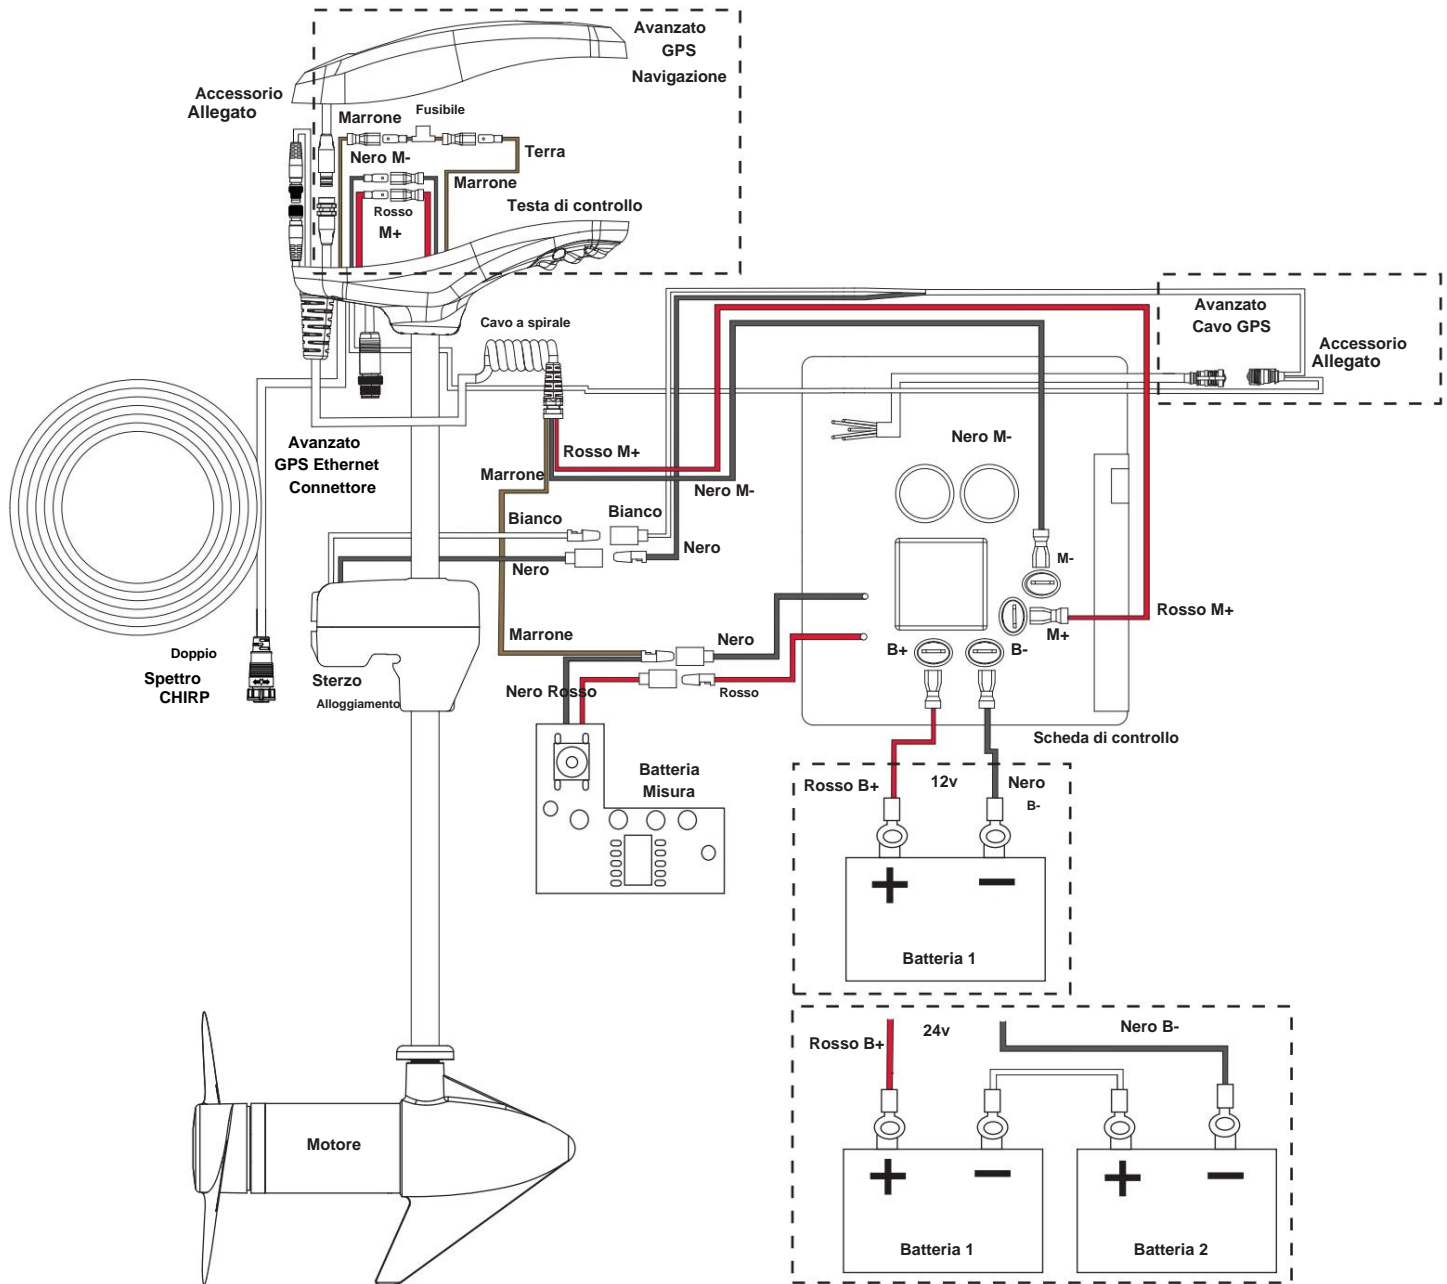 Avanzato
GPS
Navigazione
Accessorio
Allegato
Marrone
Fusibile
Terra
Nero M-
Marrone
Rosso
M+
Testa di controllo
Cavo a spirale
Avanzato
Cavo GPS
Accessorio
Allegato
Avanzato
GPS Ethernet
Connettore
Rosso M+
Nero M-
Marrone
Nero M-
Bianco
Bianco
Nero
Nero
M-
Rosso M+
M+
Marrone
Nero
B+
B-
Doppio
Spettro
CHIRP
Sterzo
Alloggiamento
Nero Rosso
Rosso
Scheda di controllo
Batteria
Misura
Rosso B+
12v
Nero
B-
Batteria 1
Rosso B+
24v
Nero B-
Motore
Batteria 1
Batteria 2